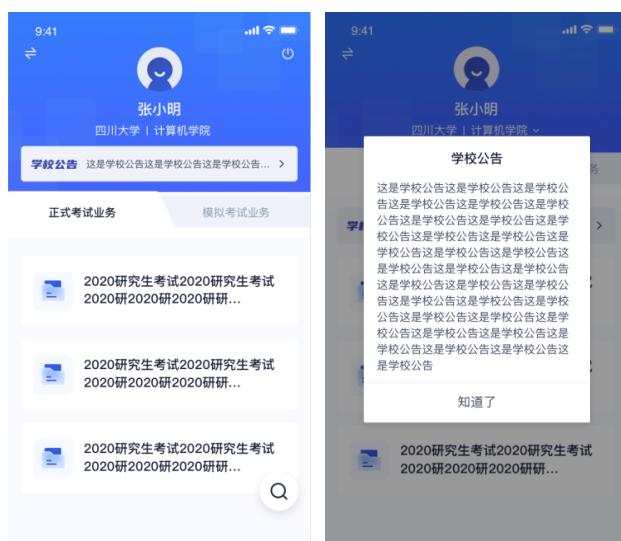 9:41
张小明
四川大学 | 计算机学院
学校公告 这是学校公告这是学校公告这是学校公告...
正式考试业务 模拟考试业务
2020研究生考试2020研究生考试
2020研2020研2020研研...
2020研究生考试2020研究生考试
2020研2020研2020研研...
2020研究生考试2020研究生考试
2020研2020研2020研研...
9:41
张小明
四川大学 | 计算机学院
务
学校公告
这是学校公告这是学校公告这是学校公
告这是学校公告这是学校公告这是学校
公告这是学校公告这是学校公告这是学
校公告这是学校公告这是学校公告这是
学校公告这是学校公告这是学校公告这
是学校公告这是学校公告这是学校公告
这是学校公告这是学校公告这是学校公
告这是学校公告这是学校公告这是学校
公告这是学校公告这是学校公告这是学
校公告这是学校公告这是学校公告这是
学校公告这是学校公告这是学校公告这
是学校公告
知道了
2020研究生考试2020研究生考试
2020研2020研2020研研...